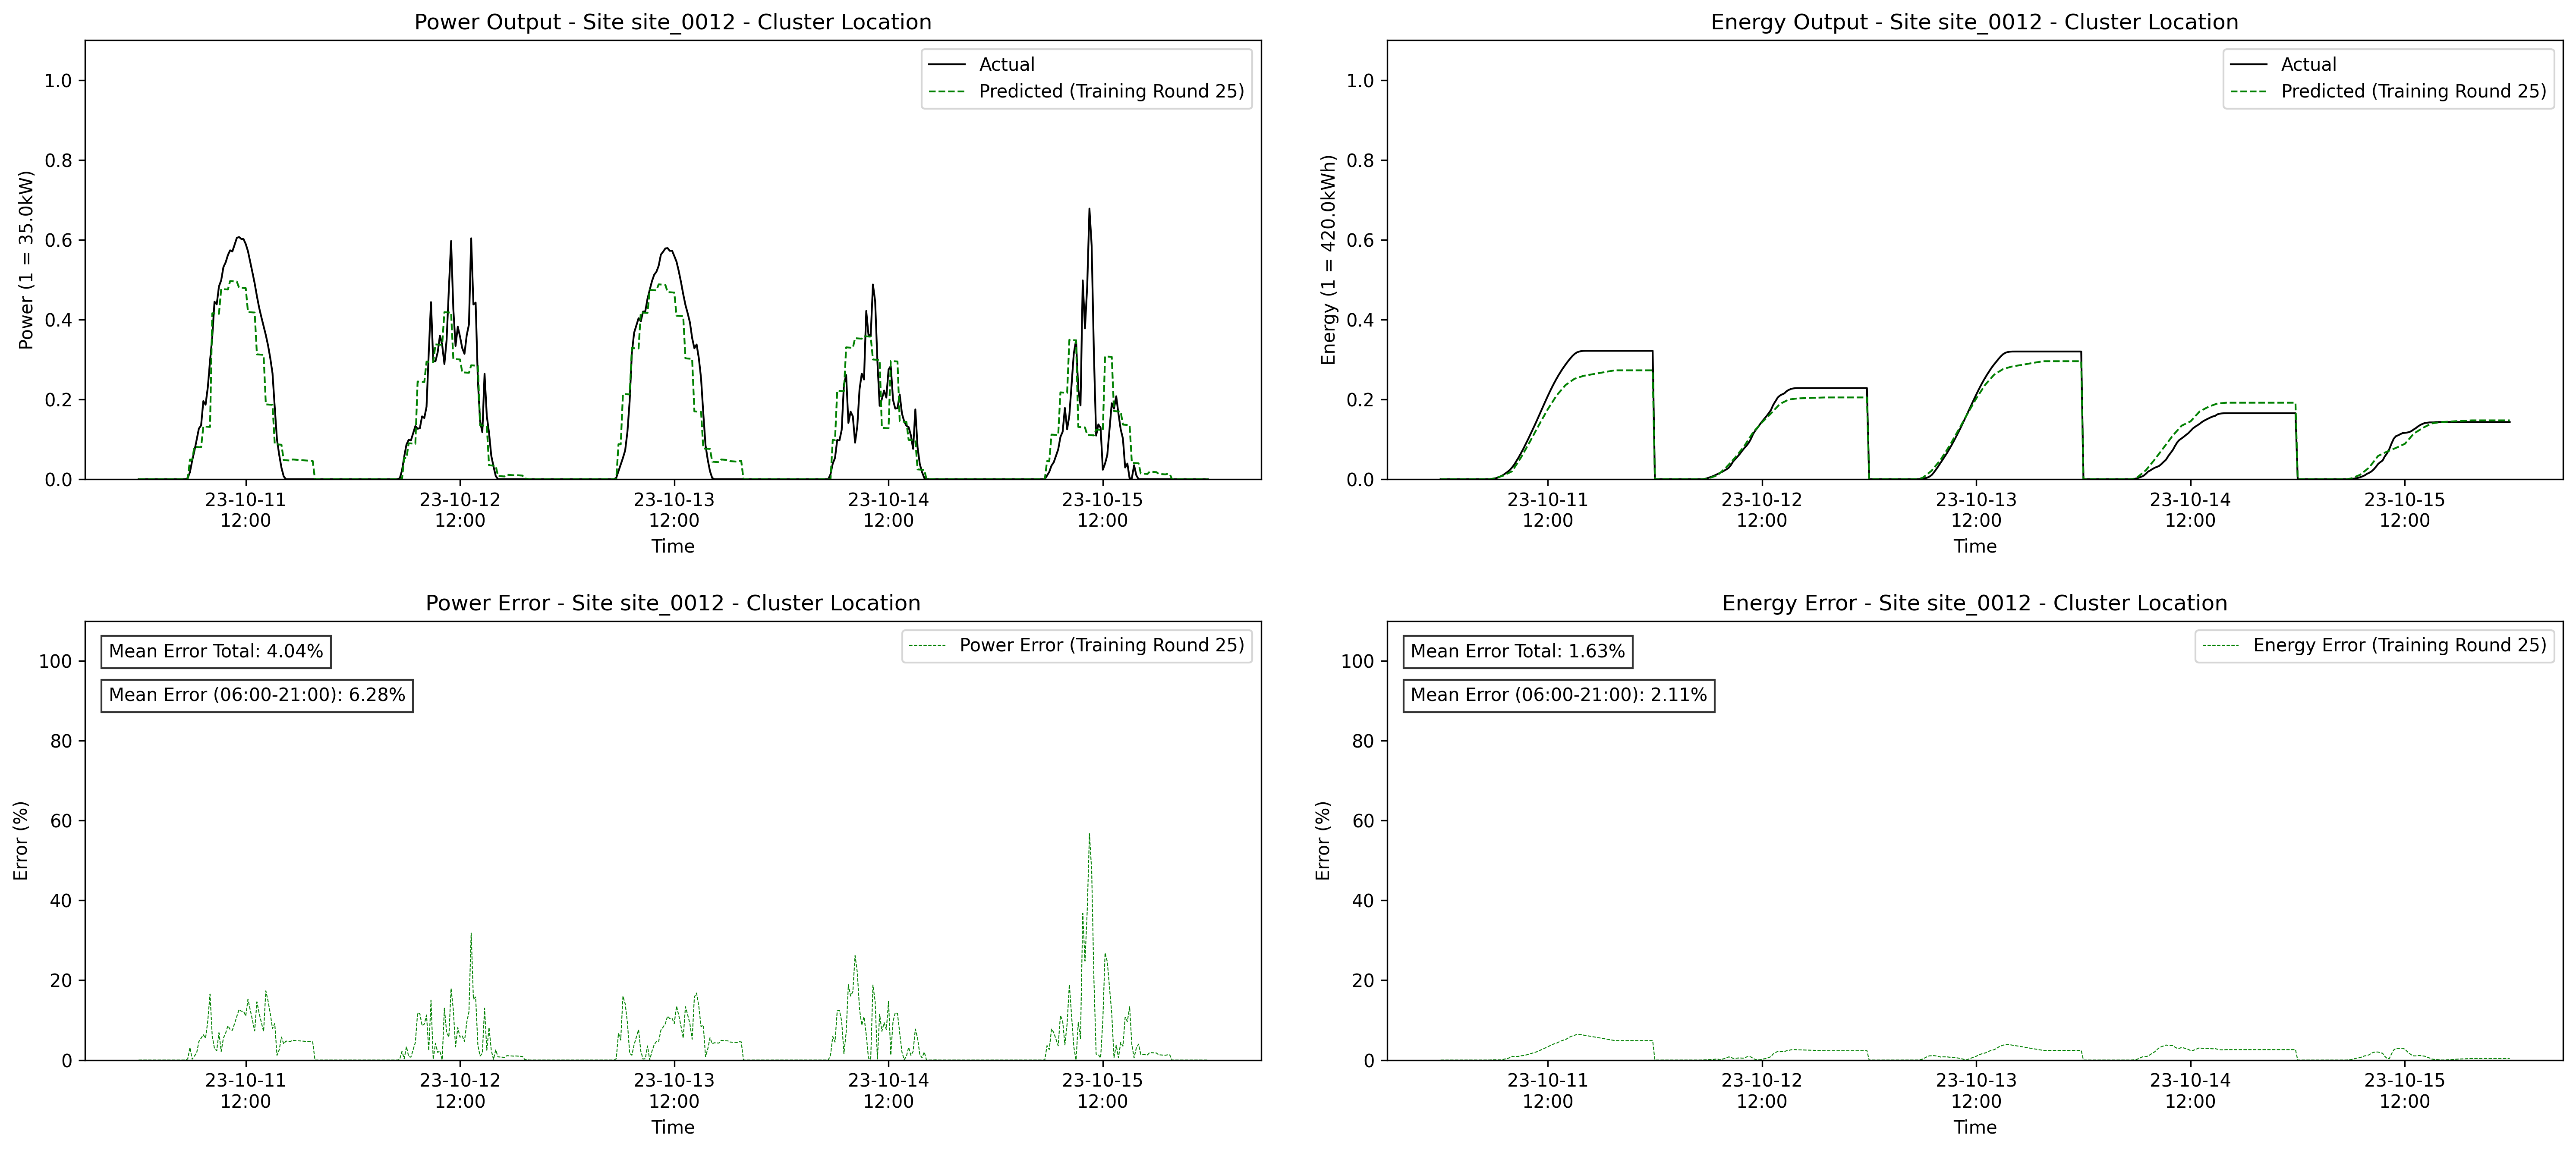 Power Output - Site site_0012 - Cluster Location
Actual
Predicted (Training Round 25)
Power (1 = 35.0kW)
1.0
0.8
0.6
0.4
0.2
0.0
23-10-11
12:00
23-10-12
12:00
23-10-13
12:00
23-10-14
12:00
23-10-15
12:00
Time
Energy Output - Site site_0012 - Cluster Location
Actual
Predicted (Training Round 25)
Energy (1 = 420.0kWh)
1.0
0.8
0.6
0.4
0.2
0.0
23-10-11
12:00
23-10-12
12:00
23-10-13
12:00
23-10-14
12:00
23-10-15
12:00
Time
Power Error - Site site_0012 - Cluster Location
Mean Error Total: 4.04%
Mean Error (06:00-21:00): 6.28%
Power Error (Training Round 25)
Error (%)
100
80
60
40
20
0
23-10-11
12:00
23-10-12
12:00
23-10-13
12:00
23-10-14
12:00
23-10-15
12:00
Time
Energy Error - Site site_0012 - Cluster Location
Mean Error Total: 1.63%
Mean Error (06:00-21:00): 2.11%
Energy Error (Training Round 25)
Error (%)
100
80
60
40
20
0
23-10-11
12:00
23-10-12
12:00
23-10-13
12:00
23-10-14
12:00
23-10-15
12:00
Time